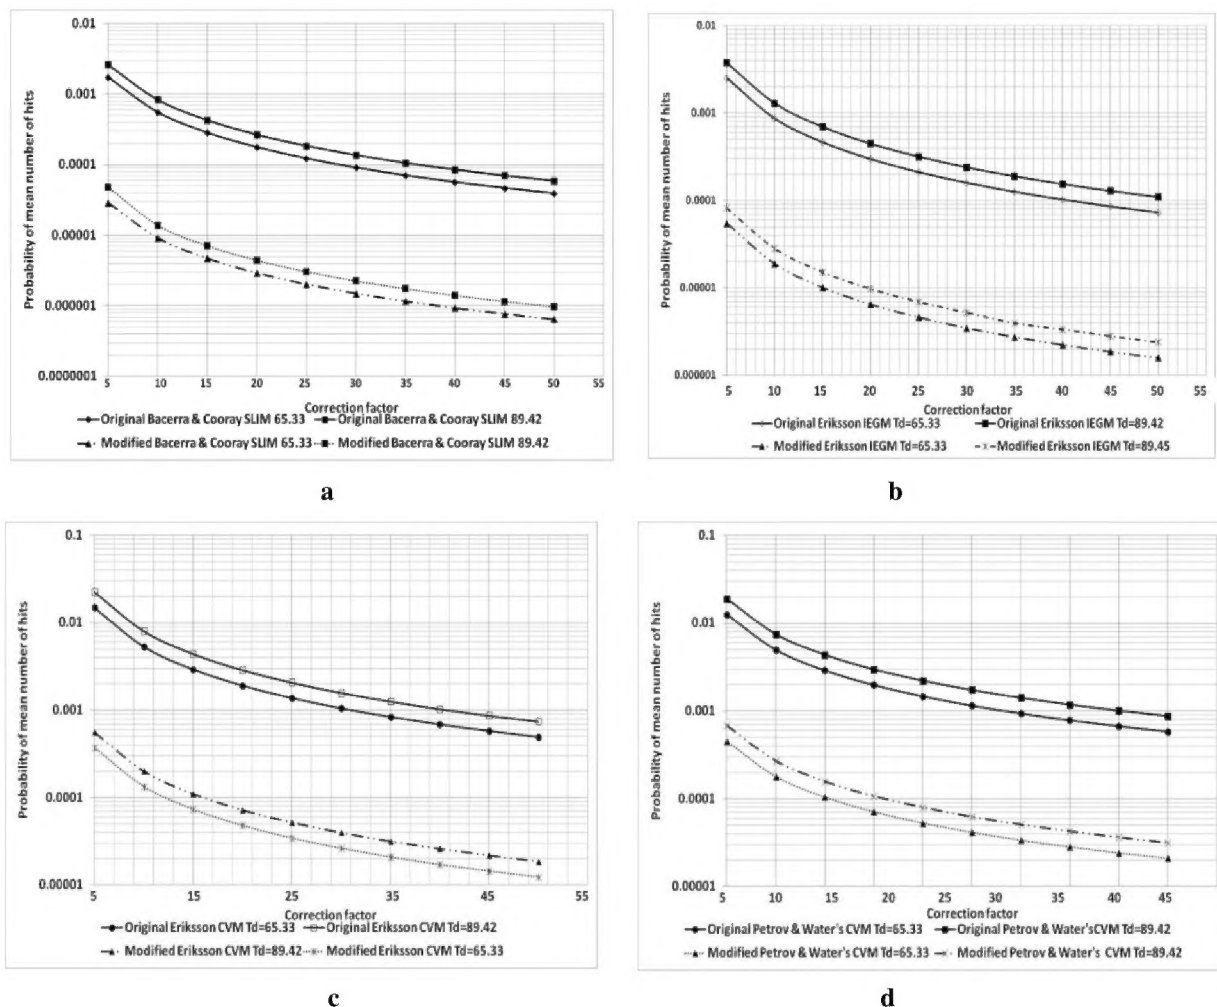 0.01
0.001
0.0001
0.00001
0.000001
0.0000001
Probability of mean number of hits
5 10 15 20 25 30 35 40 45 50 55
Correction factor
Original Bacerra & Cooray SLIM 65.33 Original Bacerra & Cooray SLIM 89.42
Modified Bacerra & Cooray SLIM 65.33 Modified Bacerra & Cooray SLIM 89.42
a
0.01
0.001
0.0001
0.00001
0.000001
Probability of mean number of hits
5 10 15 20 25 30 35 40 45 50 55
Correction factor
Original Eriksson IEGM Td=65.33 Original Eriksson IEGM Td=89.42
Modified Eriksson IEGM Td=65.33 Modified Eriksson IEGM Td=89.45
b
0.1
0.01
0.001
0.0001
0.00001
Probability of mean number of hits
5 15 25 35 45 55
Correction factor
Original Eriksson CVM Td=65.33 Original Eriksson CVM Td=89.42
Modified Eriksson CVM Td=89.42 Modified Eriksson CVM Td=65.33
c
0.1
0.01
0.001
0.0001
0.00001
Probability of mean number of hits
5 10 15 20 25 30 35 40 45
Correction factor
Original Petrov & Water's CVM Td=65.33 Original Petrov & Water'sCVM Td=89.42
Modified Petrov & Water's CVM Td=65.33 Modified Petrov & Water's CVM Td=89.42
d